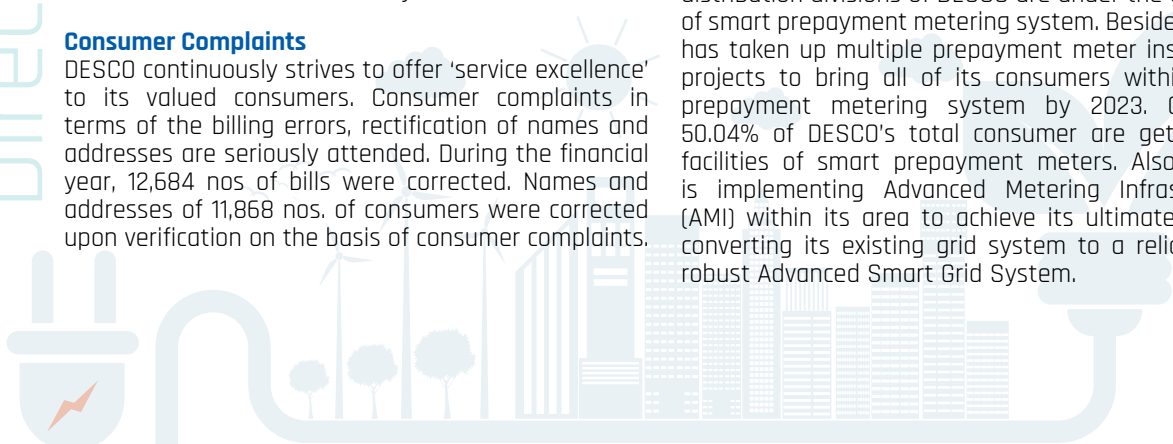 Consumer Complaints
DESCO continuously strives to offer ‘service excellence’
to its valued consumers. Consumer complaints in
terms of the billing errors, rectification of names and
addresses are seriously attended. During the financial
year, 12,684 nos of bills were corrected. Names and
addresses of 11,868 nos. of consumers were corrected
upon verification on the basis of consumer complaints.
of smart prepayment metering system. Beside
has taken up multiple prepayment meter ins
projects to bring all of its consumers withi
prepayment metering system by 2023.
50.04% of DESCO’s total consumer are get
facilities of smart prepayment meters. Also
is implementing Advanced Metering Infras
(AMI) within its area to achieve its ultimate
converting its existing grid system to a relia
robust Advanced Smart Grid System.